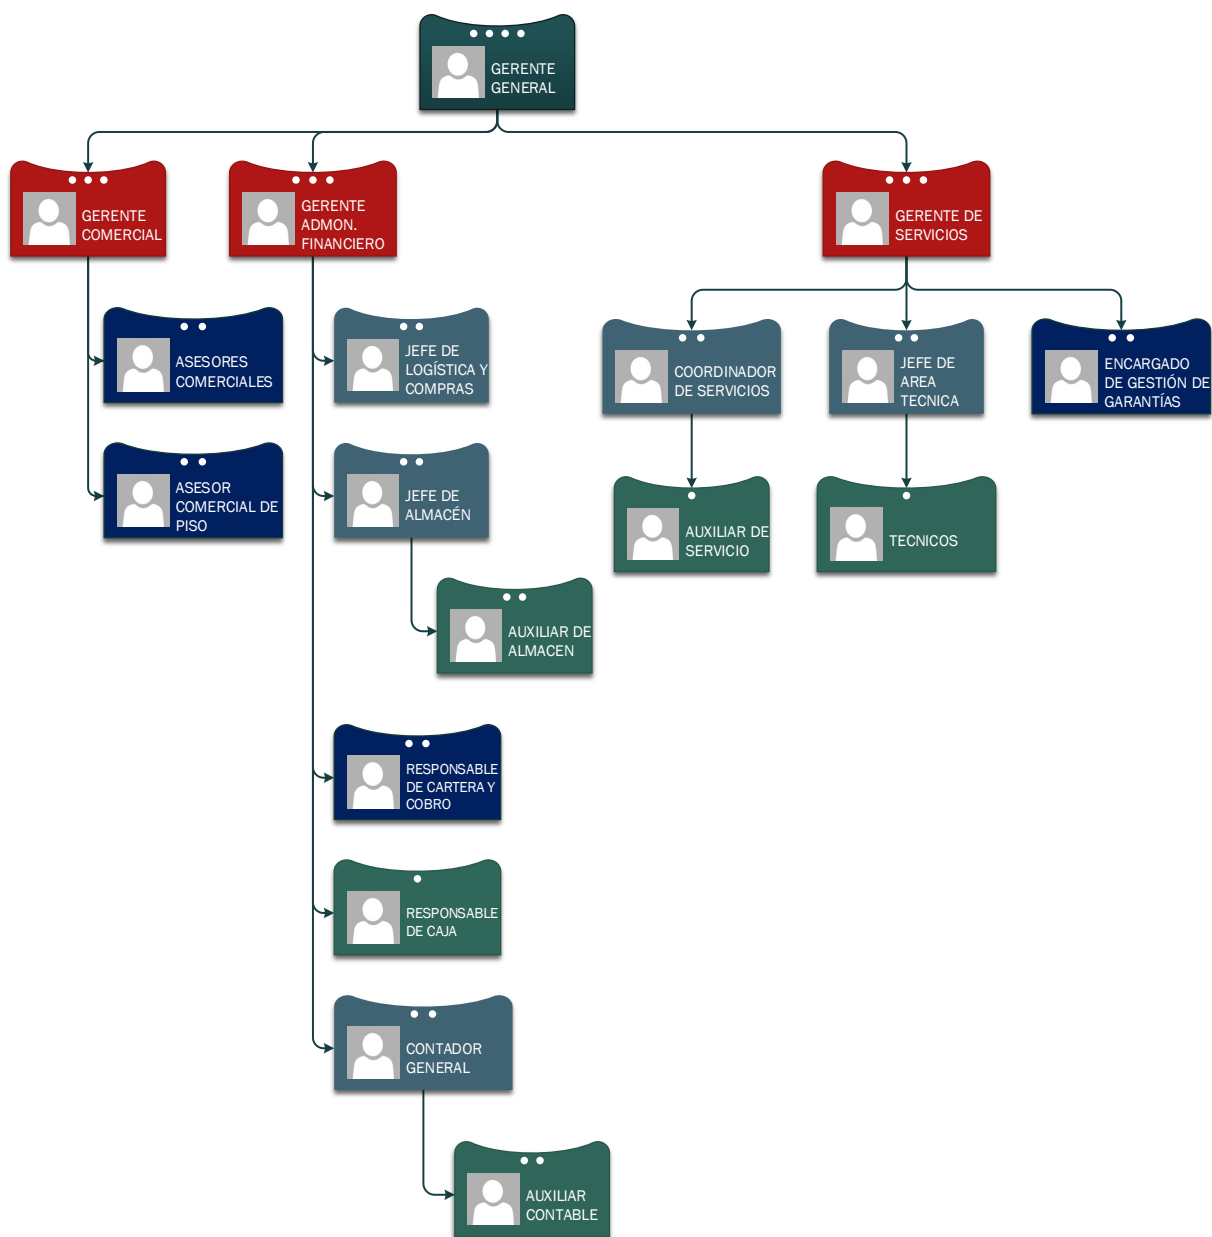 GERENTE
GENERAL
GERENTE
COMERCIAL
GERENTE
ADMON.
FINANCIERO
GERENTE DE
SERVICIOS
ASESORES
COMERCIALES
JEFE DE
LOGÍSTICA Y
COMPRAS
COORDINADOR
DE SERVICIOS
JEFE DE
AREA
TECNICA
ENCARGADO
DE GESTIÓN DE
GARANTÍAS
ASESOR
COMERCIAL DE
PISO
JEFE DE
ALMACÉN
AUXILIAR DE
SERVICIO
TECNICOS
AUXILIAR DE
ALMACEN
RESPONSABLE
DE CARTERA Y
COBRO
RESPONSABLE
DE CAJA
CONTADOR
GENERAL
AUXILIAR
CONTABLE